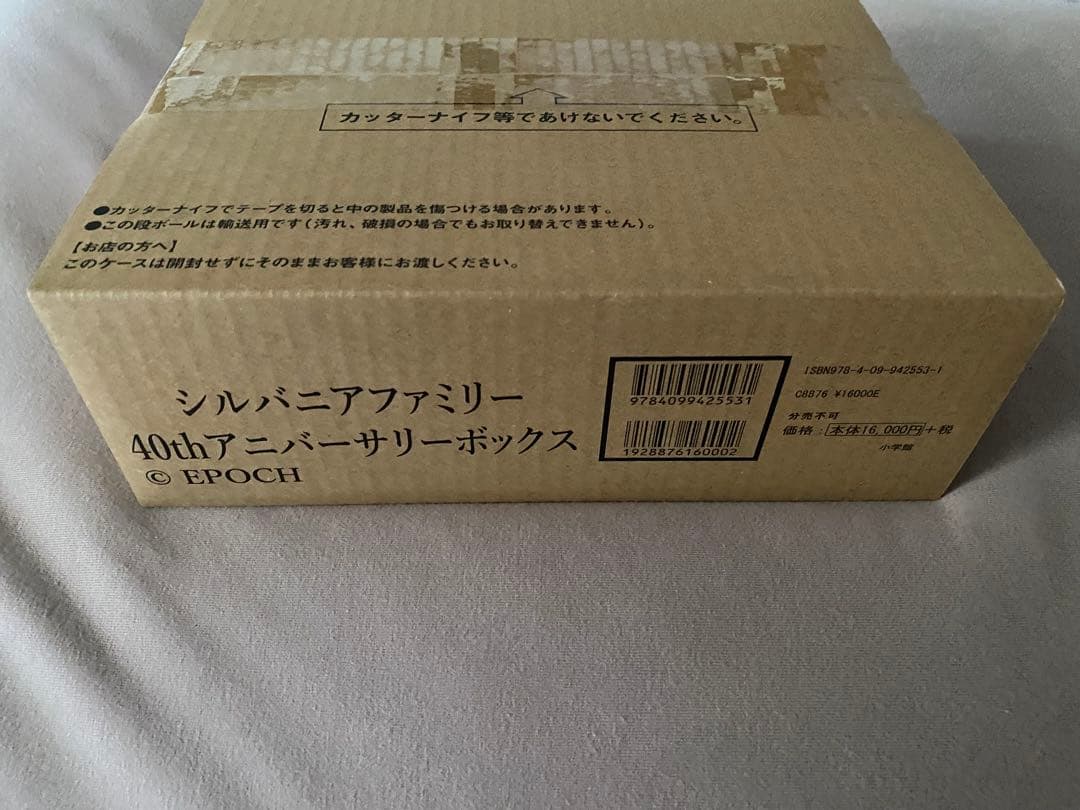 カッターナイフ等であけないでください。
●カッターナイフでテープを切ると中の製品を傷つける場合があります。
●この段ボールは輸送用です(汚れ、破損の場合でもお取り替えできません)。
【お店の方へ】
このケースは開封せずにそのままお客様にお渡しください。
シルバニアファミリー
40thアニバーサリーボックス
© EPOCH
9784099425531
1928876160002
ISBN978-4-09-942553-1
C8876 ¥16000E
分売不可
価格:本体16,000円+税
小学館